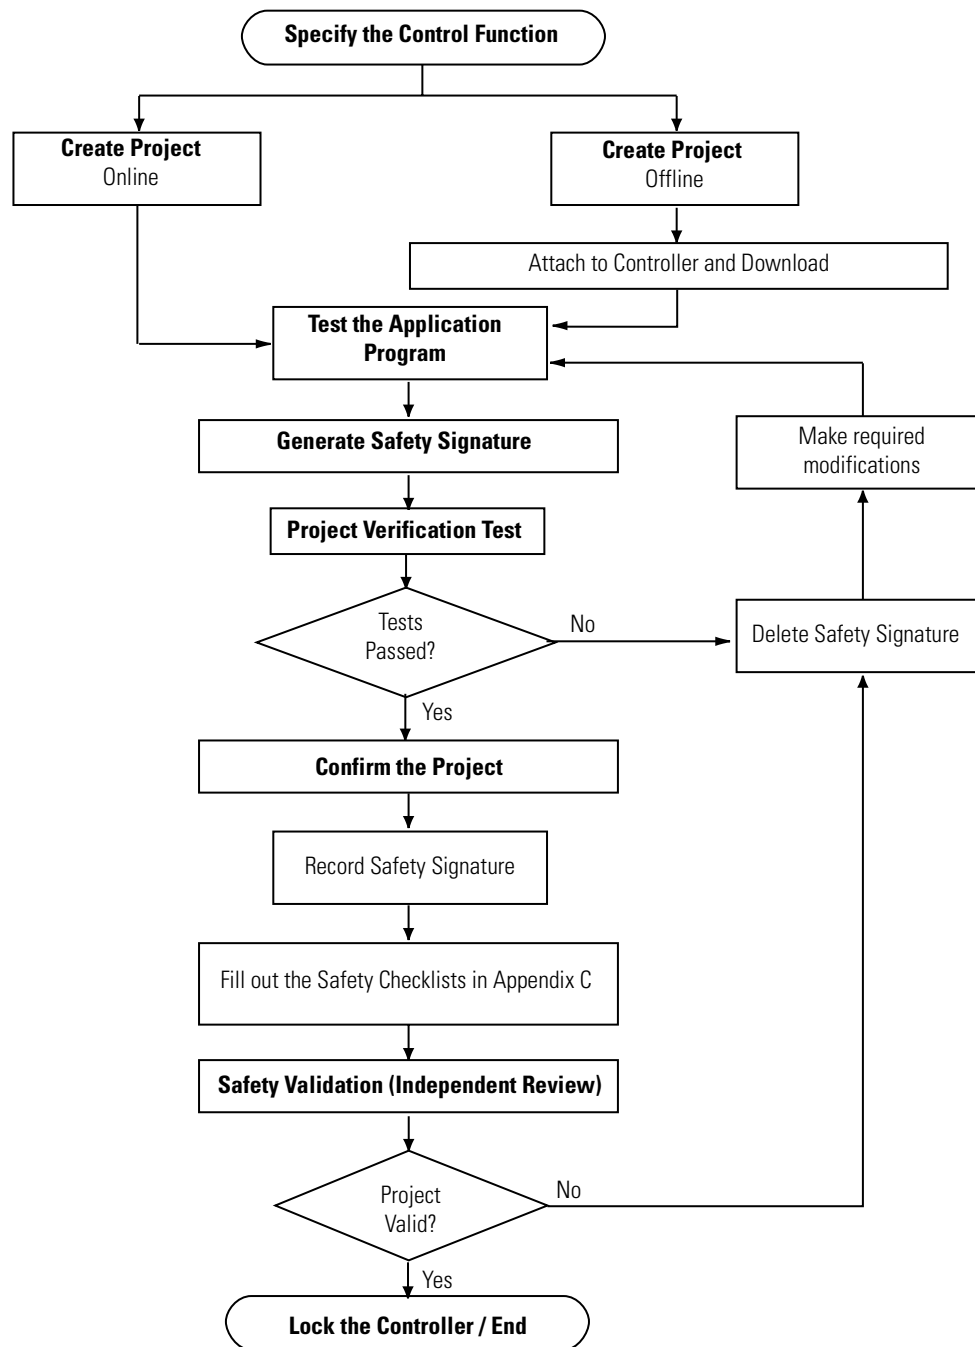 Specify the Control Function
Create Project
Online
Create Project
Offline
Attach to Controller and Download
Test the Application
Program
Generate Safety Signature
Make required
modifications
Project Verification Test
Tests
Passed?
No
Delete Safety Signature
Yes
Confirm the Project
Record Safety Signature
Fill out the Safety Checklists in Appendix C
Safety Validation (Independent Review)
Project
Valid?
No
Yes
Lock the Controller / End